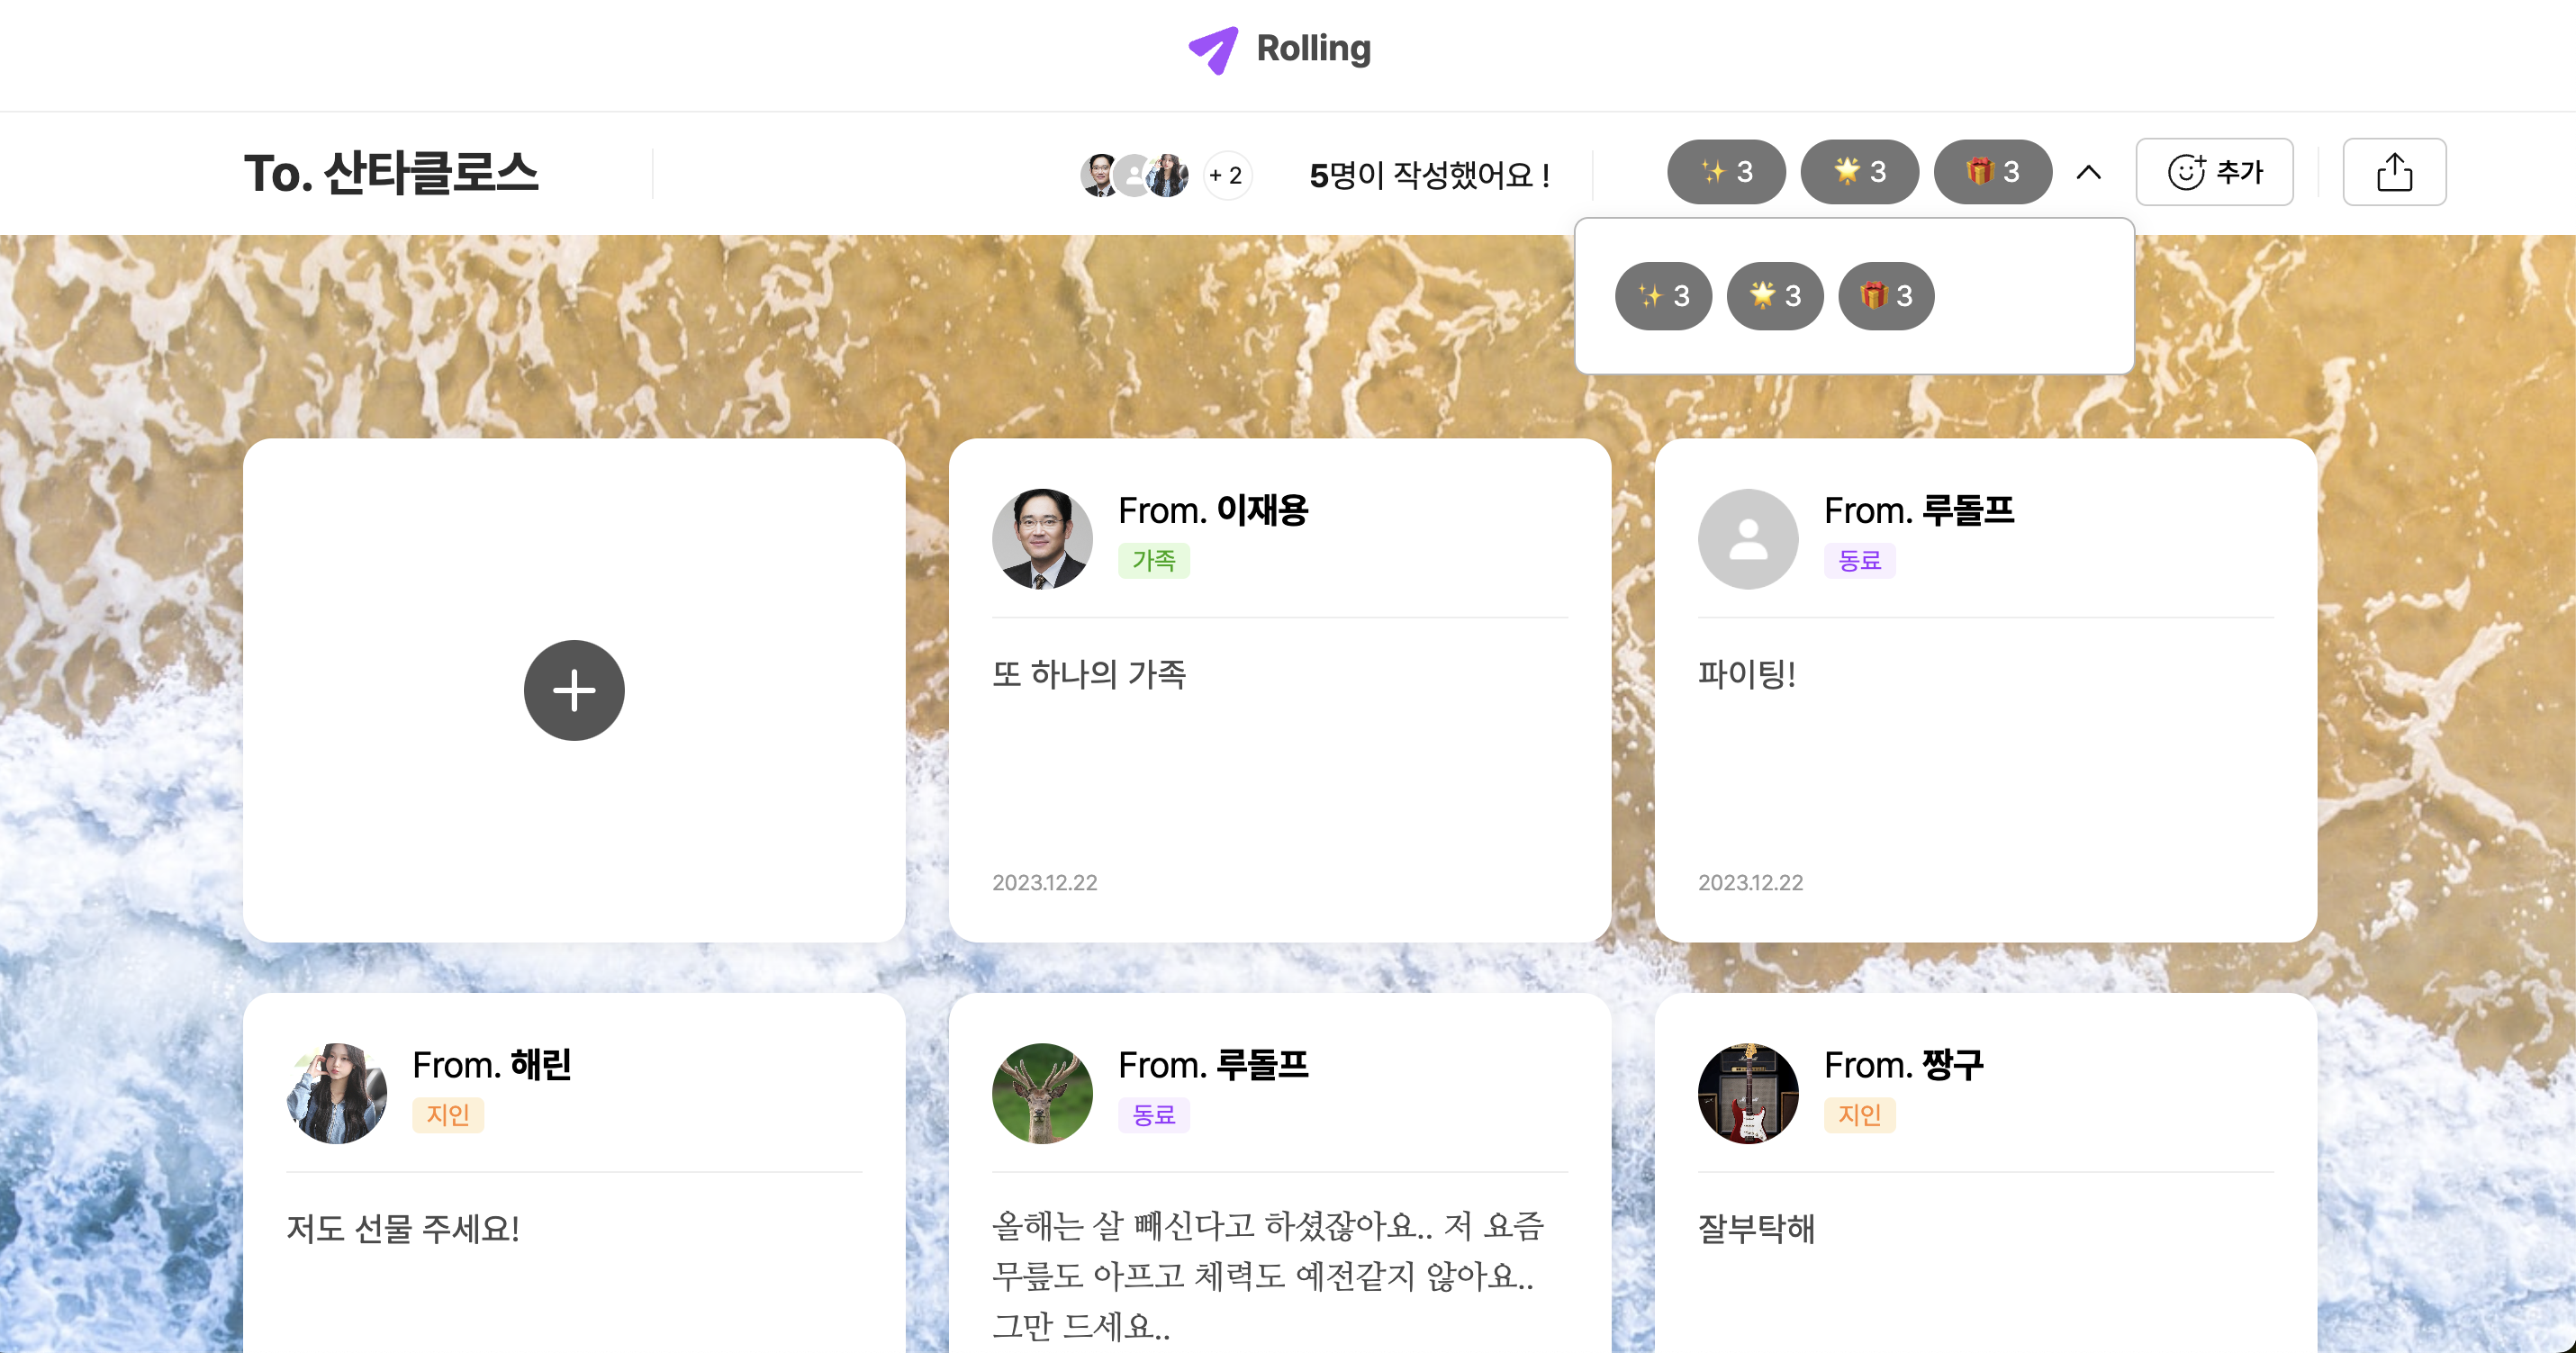 Rolling
To. 산타클로스
+ 2
5명이 작성했어요 !
✨ 3
🌟 3
🎁 3
추가
✨ 3
🌟 3
🎁 3
From. 이재용
가족
또 하나의 가족
2023.12.22
From. 루돌프
동료
파이팅!
2023.12.22
From. 해린
지인
저도 선물 주세요!
From. 루돌프
동료
올해는 살 빼신다고 하셨잖아요.. 저 요즘
무릎도 아프고 체력도 예전같지 않아요..
그만 드세요..
From. 짱구
지인
잘부탁해